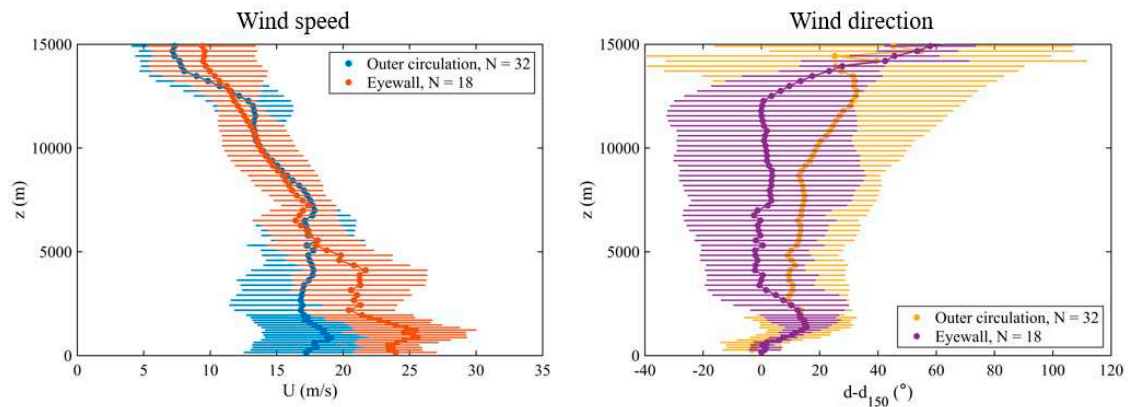 Wind speed
15000
10000
5000
0
z (m)
Outer circulation, N = 32
Eyewall, N = 18
0 5 10 15 20 25 30 35
U (m/s)
Wind direction
15000
10000
5000
0
z (m)
Outer circulation, N = 32
Eyewall, N = 18
-40 -20 0 20 40 60 80 100 120
d-d150 (°)